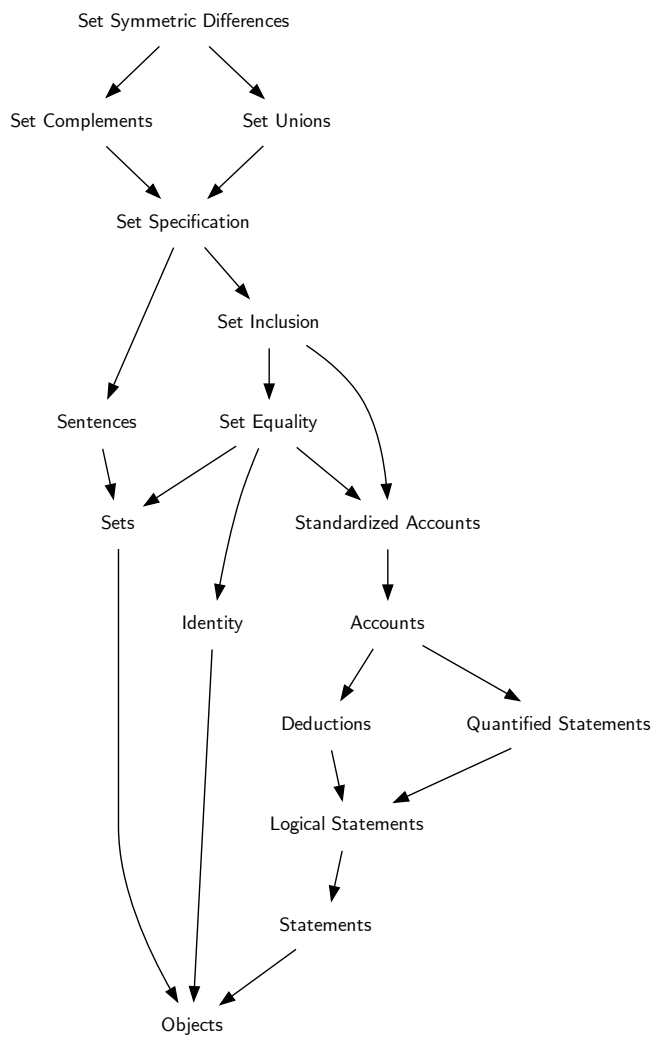 Set Symmetric Differences
Set Complements
Set Unions
Set Specification
Set Inclusion
Sentences
Set Equality
Sets
Standardized Accounts
Identity
Accounts
Deductions
Quantified Statements
Logical Statements
Statements
Objects